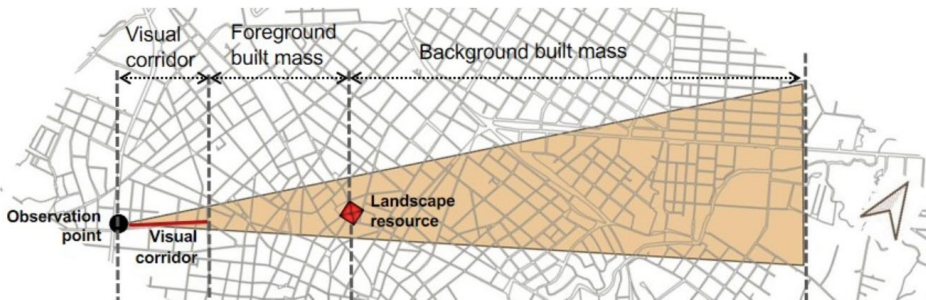 Visual
corridor
Foreground
built mass
Background built mass
Observation
point
Visual
corridor
Landscape
resource